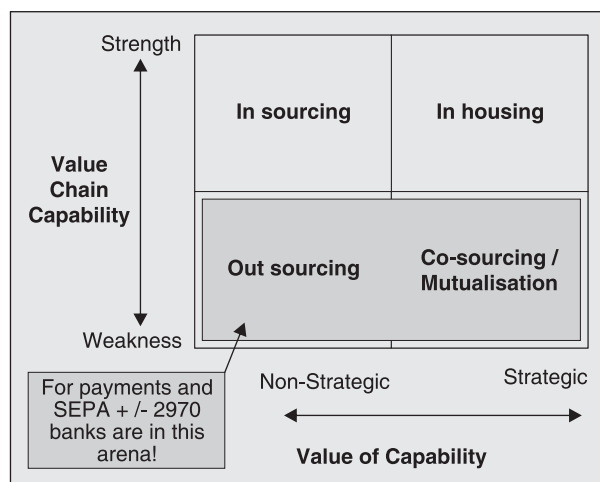 Strength
In sourcing
In housing
Value
Chain
Capability
Out sourcing
Co-sourcing /
Mutualisation
Weakness
For payments and
SEPA + /- 2970
banks are in this
arena!
Non-Strategic
Strategic
Value of Capability